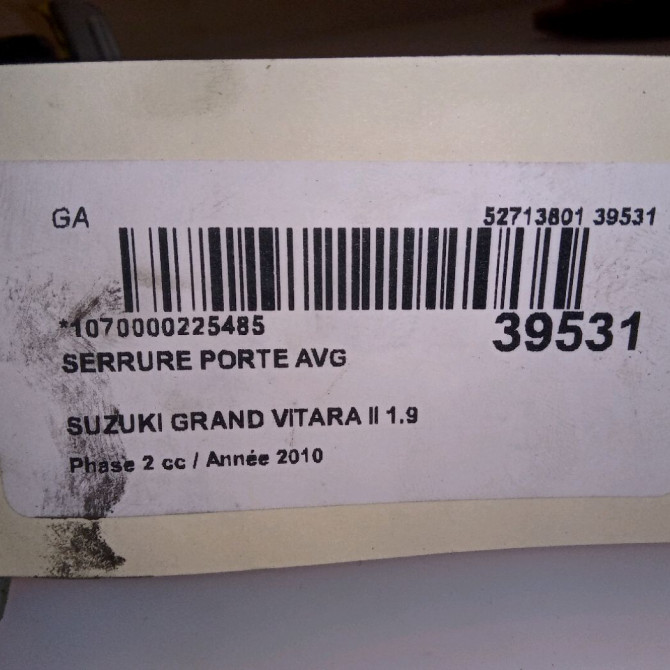 GA 52713801 39531
*1070000225485 39531
SERRURE PORTE AVG
SUZUKI GRAND VITARA II 1.9
Phase 2 cc / Année 2010